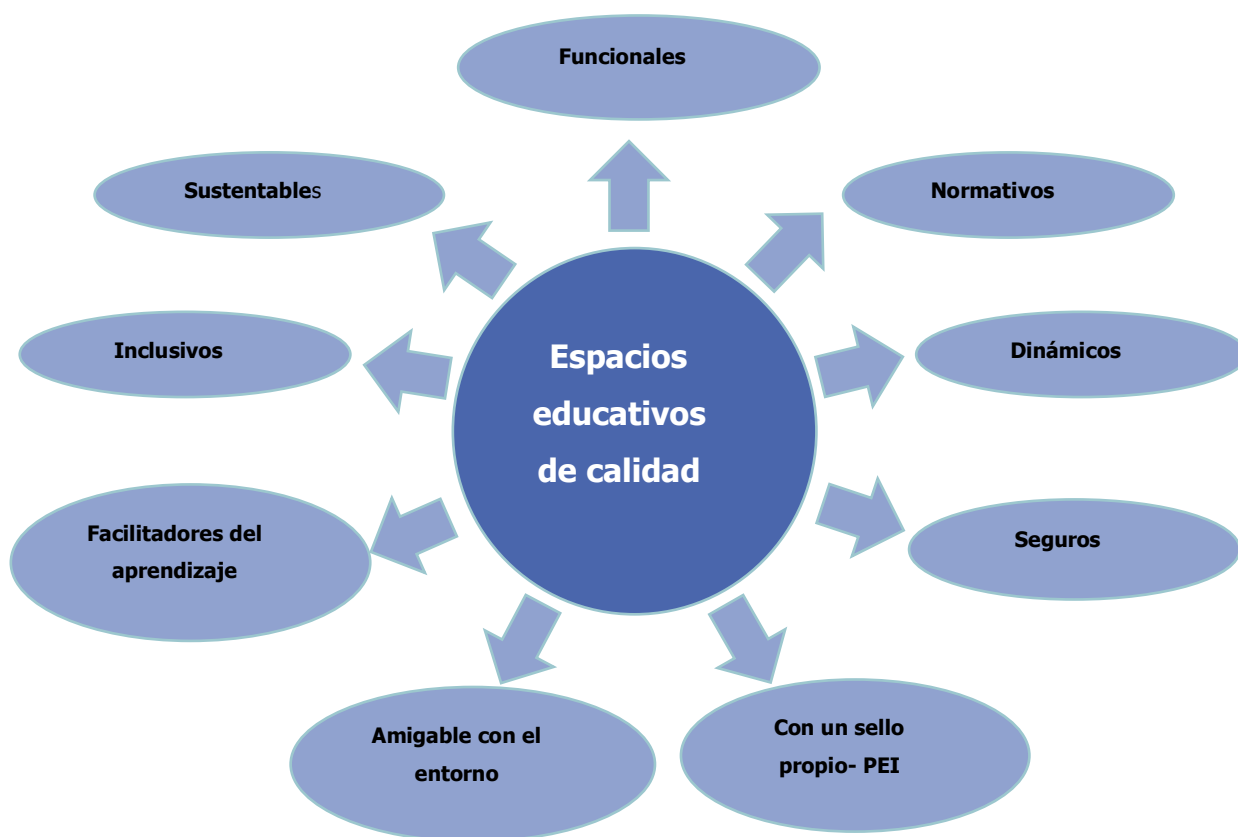 Funcionales
Sustentables
Normativos
Espacios
educativos
de calidad
Inclusivos
Dinámicos
Facilitadores del
aprendizaje
Seguros
Amigable con el
entorno
Con un sello
propio- PEI